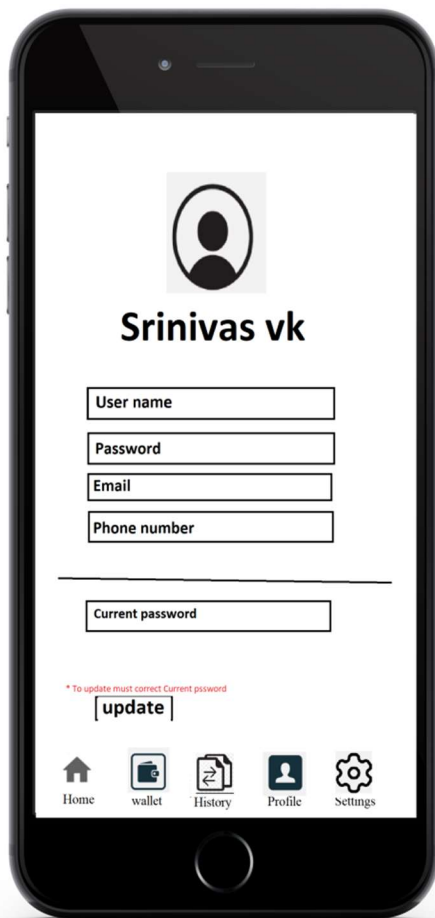 Srinivas vk
User name
Password
Email
Phone number
Current password
* To update must correct Current pssword
update
Home wallet History Profile Settings